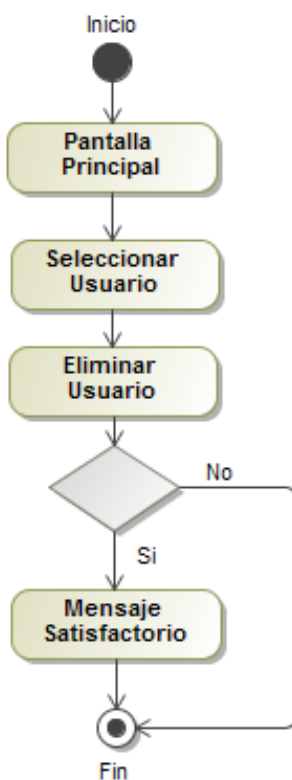 Inicio
Pantalla
Principal
Seleccionar
Usuario
Eliminar
Usuario
No
Si
Mensaje
Satisfactorio
Fin